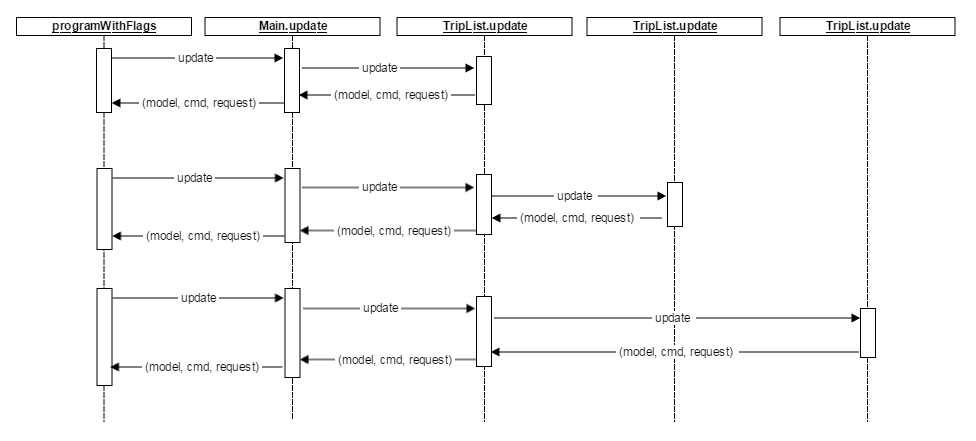 programWithFlags
Main.update
TripList.update
TripList.update
TripList.update
update
update
(model, cmd, request)
(model, cmd, request)
update
update
update
(model, cmd, request)
(model, cmd, request)
(model, cmd, request)
update
update
update
(model, cmd, request)
(model, cmd, request)
(model, cmd, request)